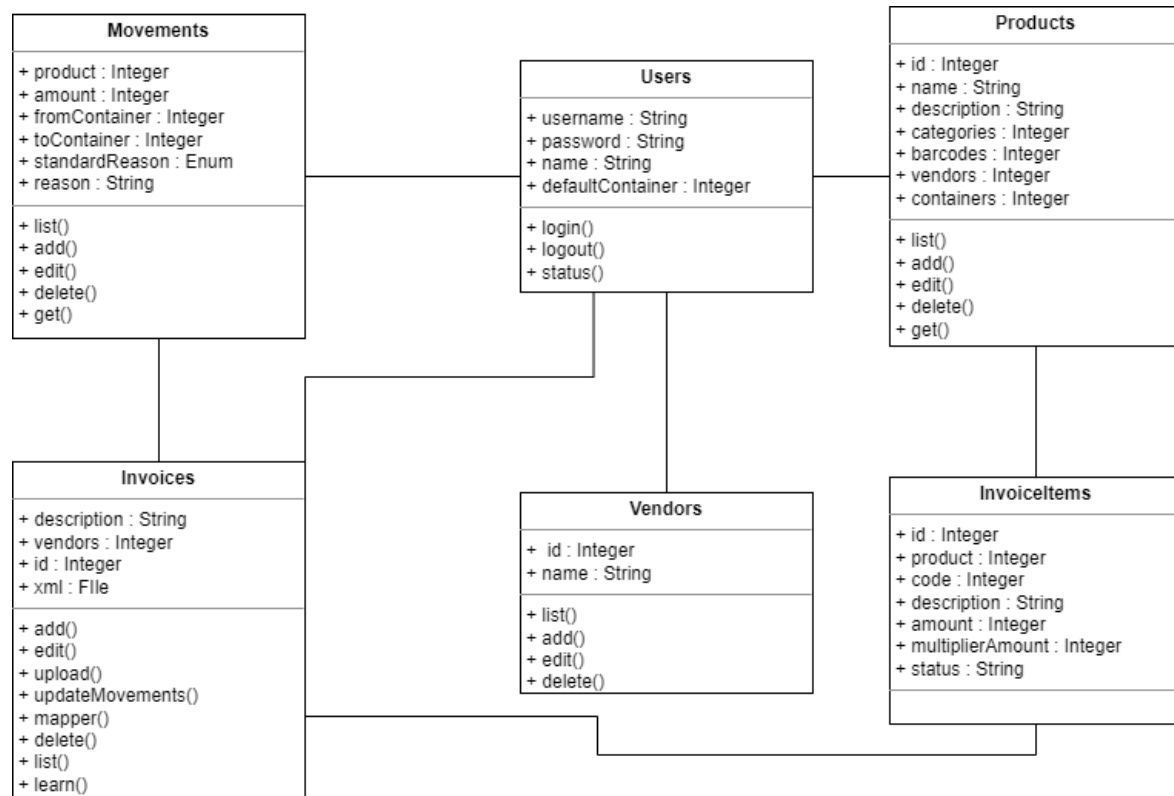 Movements
+ product : Integer
+ amount : Integer
+ fromContainer : Integer
+ toContainer : Integer
+ standardReason : Enum
+ reason : String
+ list()
+ add()
+ edit()
+ delete()
+ get()
Users
+ username : String
+ password : String
+ name : String
+ defaultContainer : Integer
+ login()
+ logout()
+ status()
Products
+ id : Integer
+ name : String
+ description : String
+ categories : Integer
+ barcodes : Integer
+ vendors : Integer
+ containers : Integer
+ list()
+ add()
+ edit()
+ delete()
+ get()
Invoices
+ description : String
+ vendors : Integer
+ id : Integer
+ xml : FIle
+ add()
+ edit()
+ upload()
+ updateMovements()
+ mapper()
+ delete()
+ list()
+ learn()
Vendors
+ id : Integer
+ name : String
+ list()
+ add()
+ edit()
+ delete()
InvoiceItems
+ id : Integer
+ product : Integer
+ code : Integer
+ description : String
+ amount : Integer
+ multiplierAmount : Integer
+ status : String